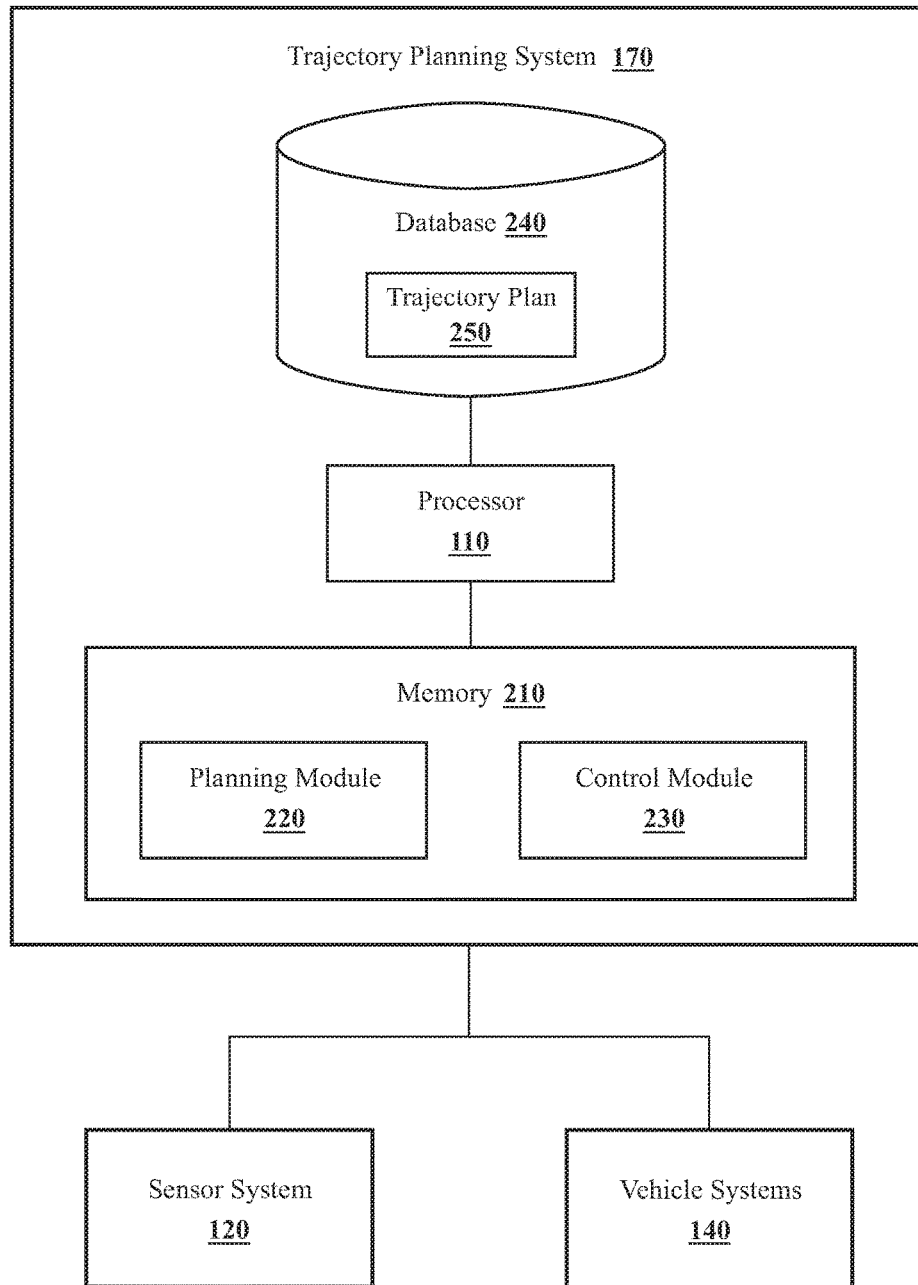 Trajectory Planning System 170
Database 240
Trajectory Plan
250
Processor
110
Memory 210
Planning Module
220
Control Module
230
Sensor System
120
Vehicle Systems
140